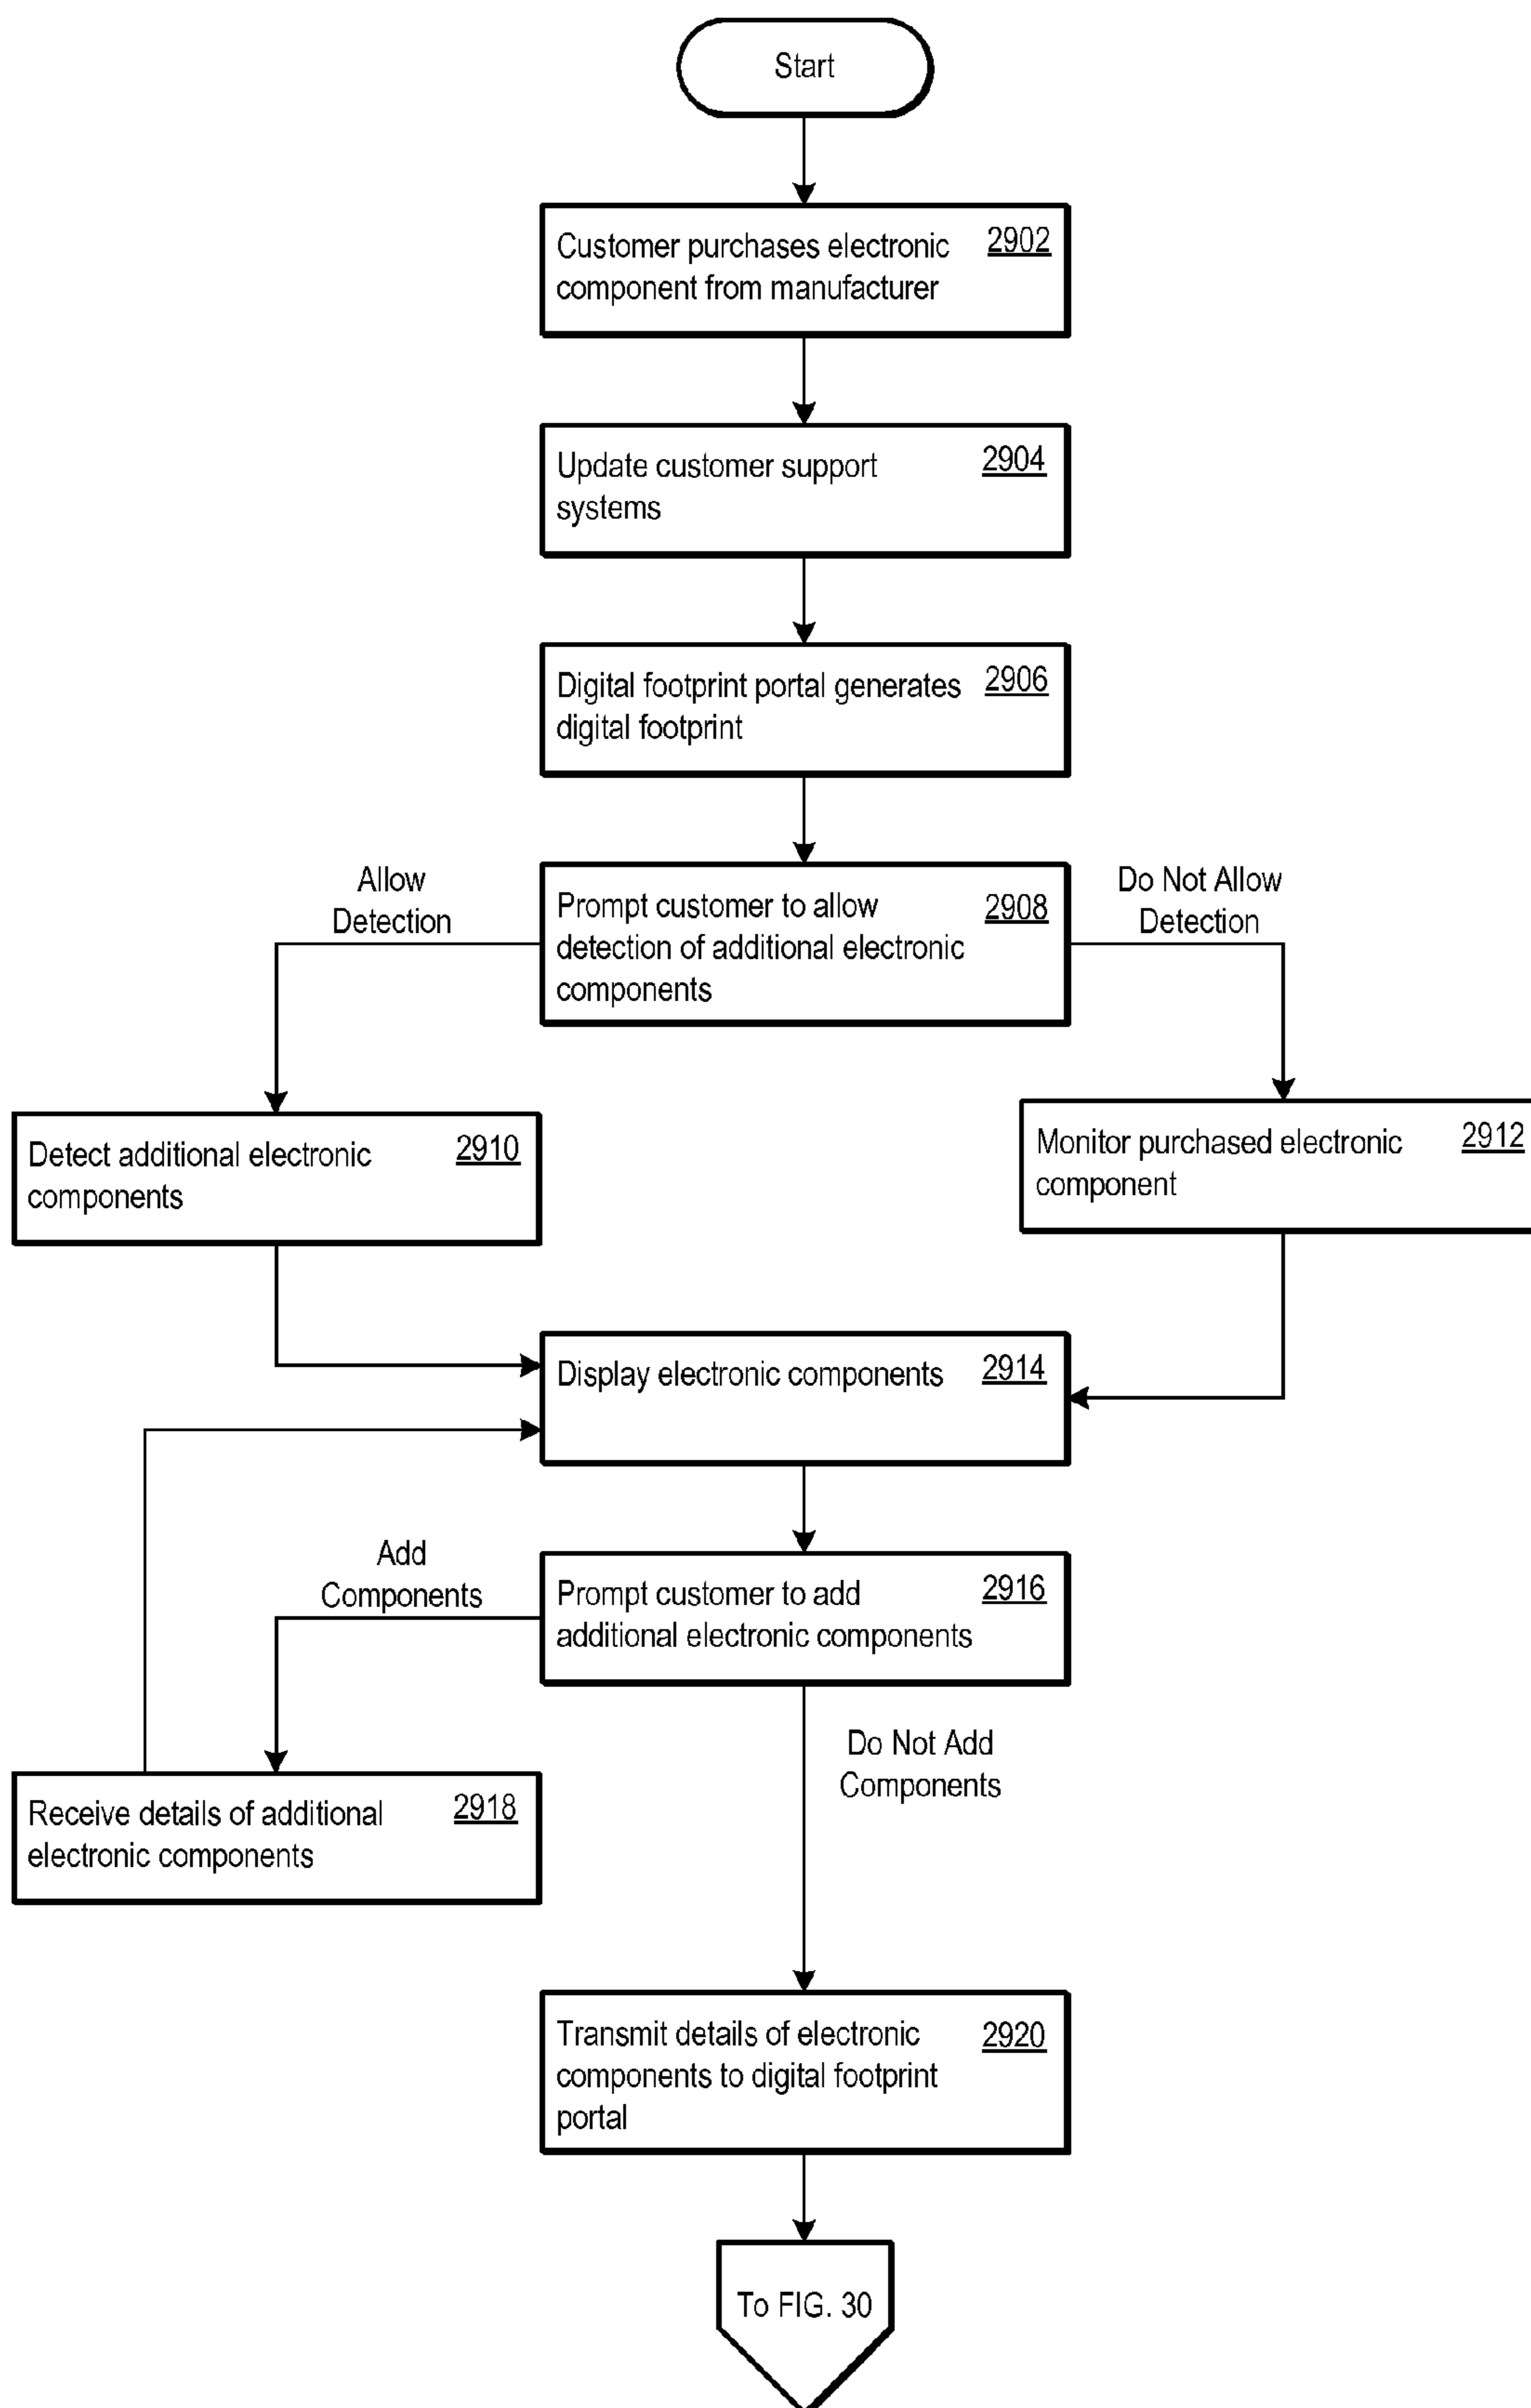 Start
Customer purchases electronic 2902
component from manufacturer
Update customer support 2904
systems
Digital footprint portal generates 2906
digital footprint
Allow
Detection
Prompt customer to allow 2908
detection of additional electronic
components
Do Not Allow
Detection
Detect additional electronic 2910
components
Monitor purchased electronic 2912
component
Display electronic components 2914
Add
Components
Prompt customer to add 2916
additional electronic components
Do Not Add
Components
Receive details of additional 2918
electronic components
Transmit details of electronic 2920
components to digital footprint
portal
To FIG. 30